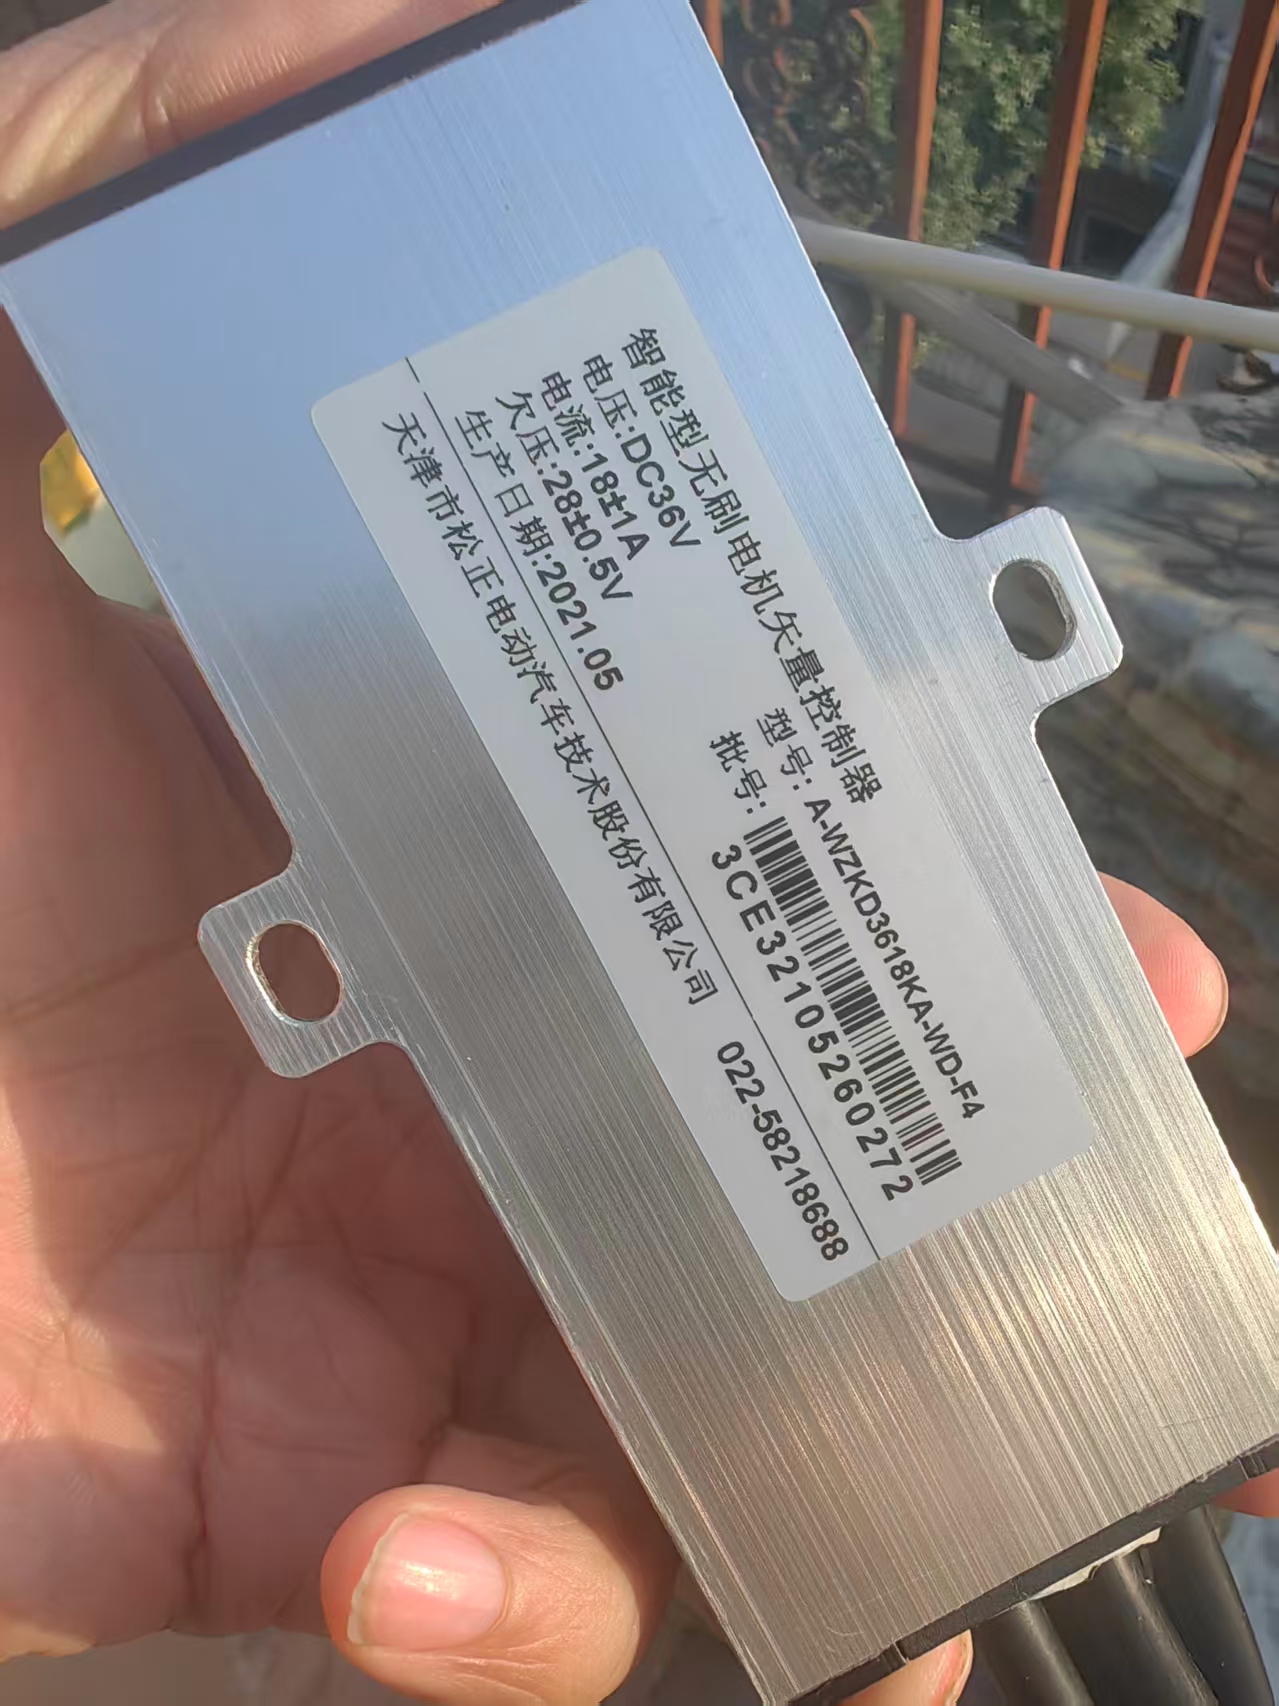 智能型无刷电机矢量控制器
电压:DC36V
型号: A-WZKD3618KA-WD-F4
电流:18±1A
批号:
欠压:28±0.5V
3CE32105260272
生产日期:2021.05
天津市松正电动汽车技术股份有限公司 022-58218688